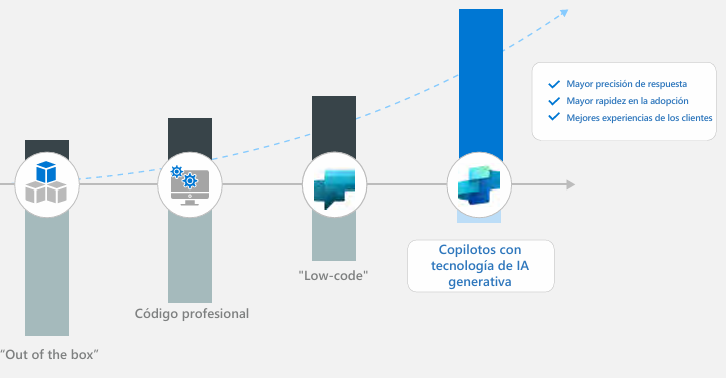 Mayor precisión de respuesta
Mayor rapidez en la adopción
Mejores experiencias de los clientes
Copilotos con
tecnología de IA
generativa
"Low-code"
Código profesional
"Out of the box"